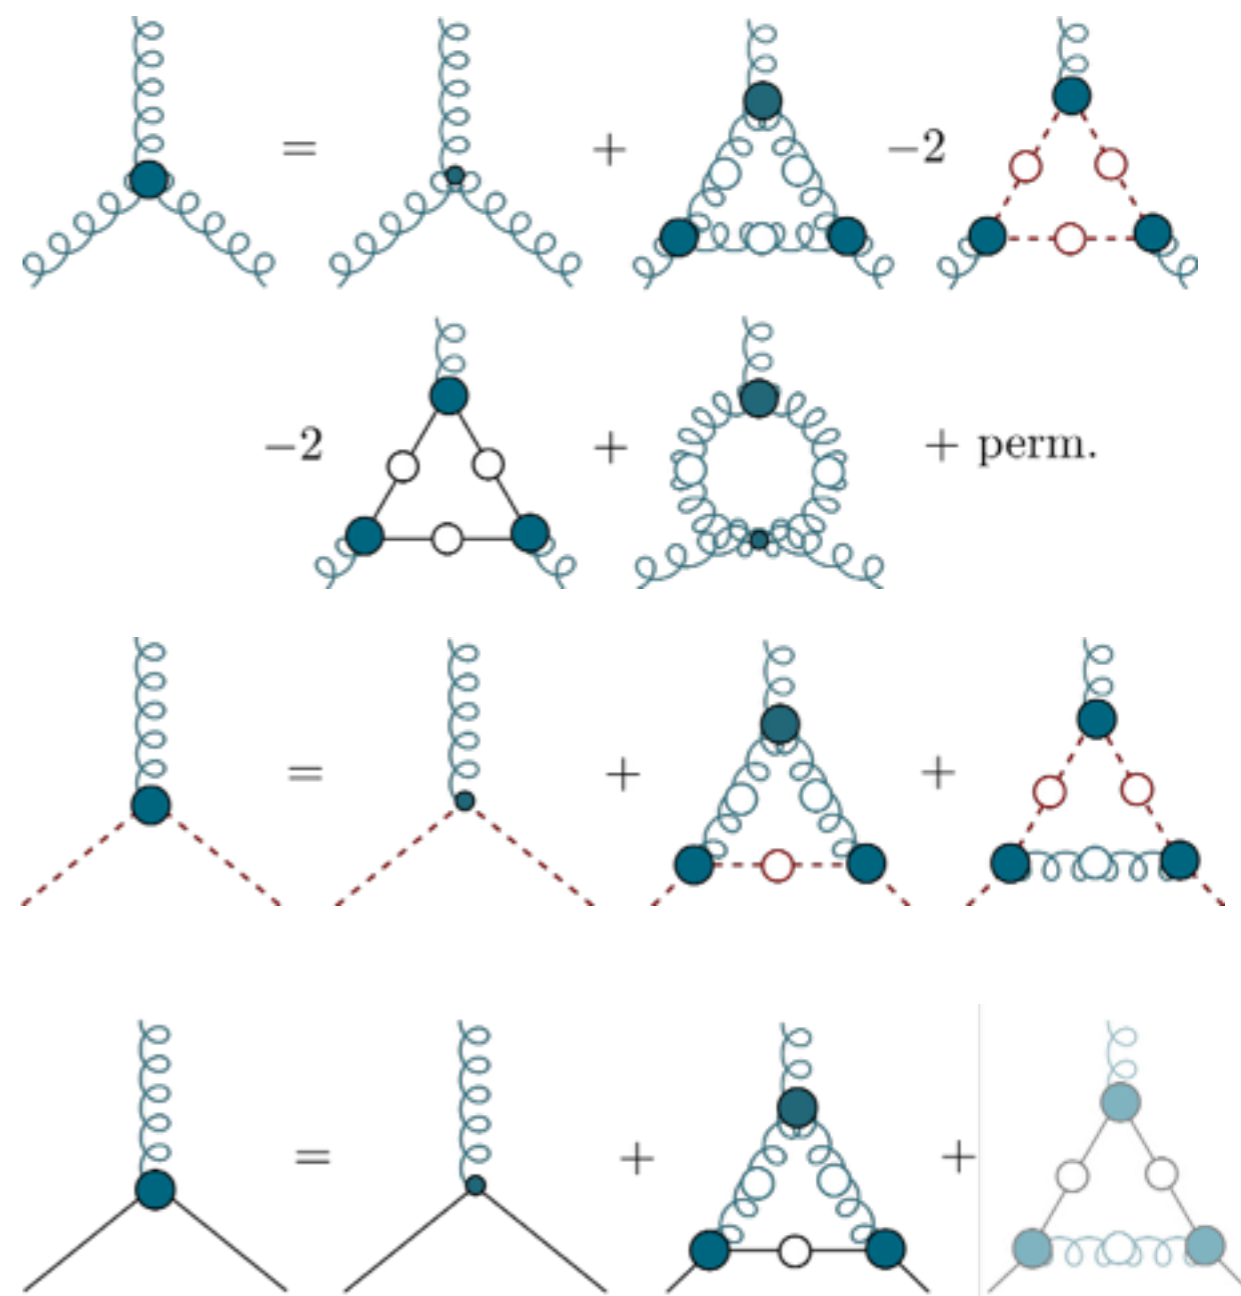 = + −2
−2 + + perm.
= + +
= + +